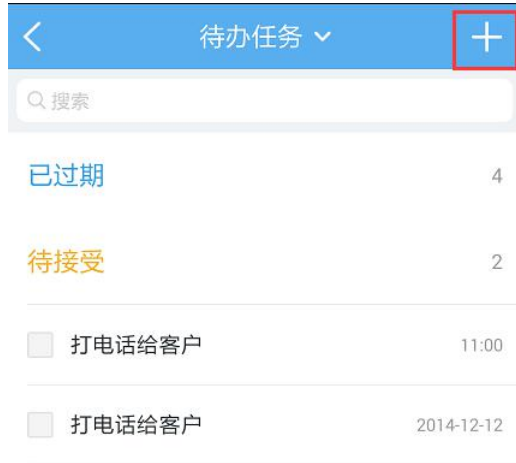 待办任务
搜索
已过期 4
待接受 2
打电话给客户 11:00
打电话给客户 2014-12-12